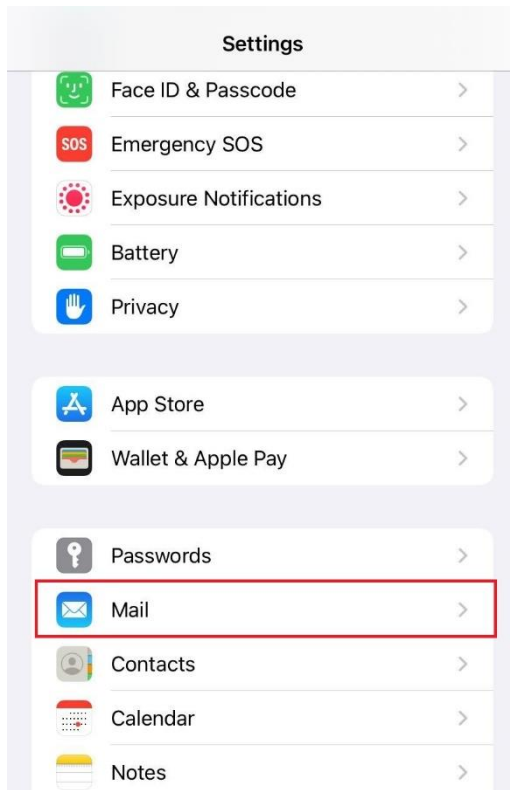 Settings
Face ID & Passcode
SOS Emergency SOS
Exposure Notifications
Battery
Privacy
App Store
Wallet & Apple Pay
Passwords
Mail
Contacts
Calendar
Notes